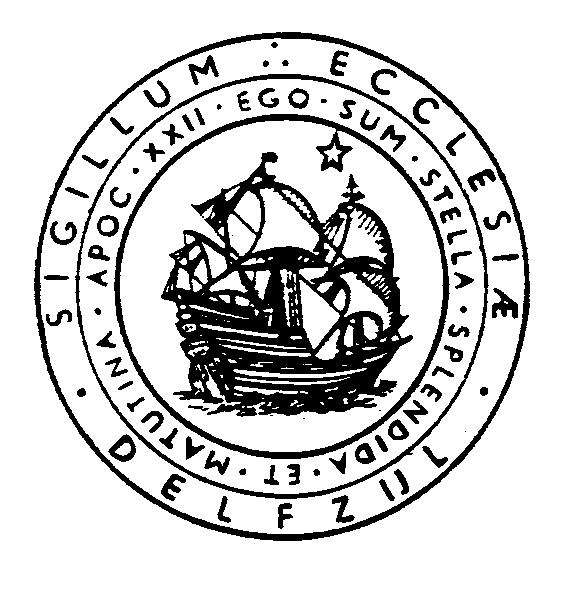 SIGILLUM ∴ ECCLESIÆ
· DELFZIJL ·
APOC · XXII · EGO · SUM · STELLA · SPLENDIDA · ET · MATUTINA ·